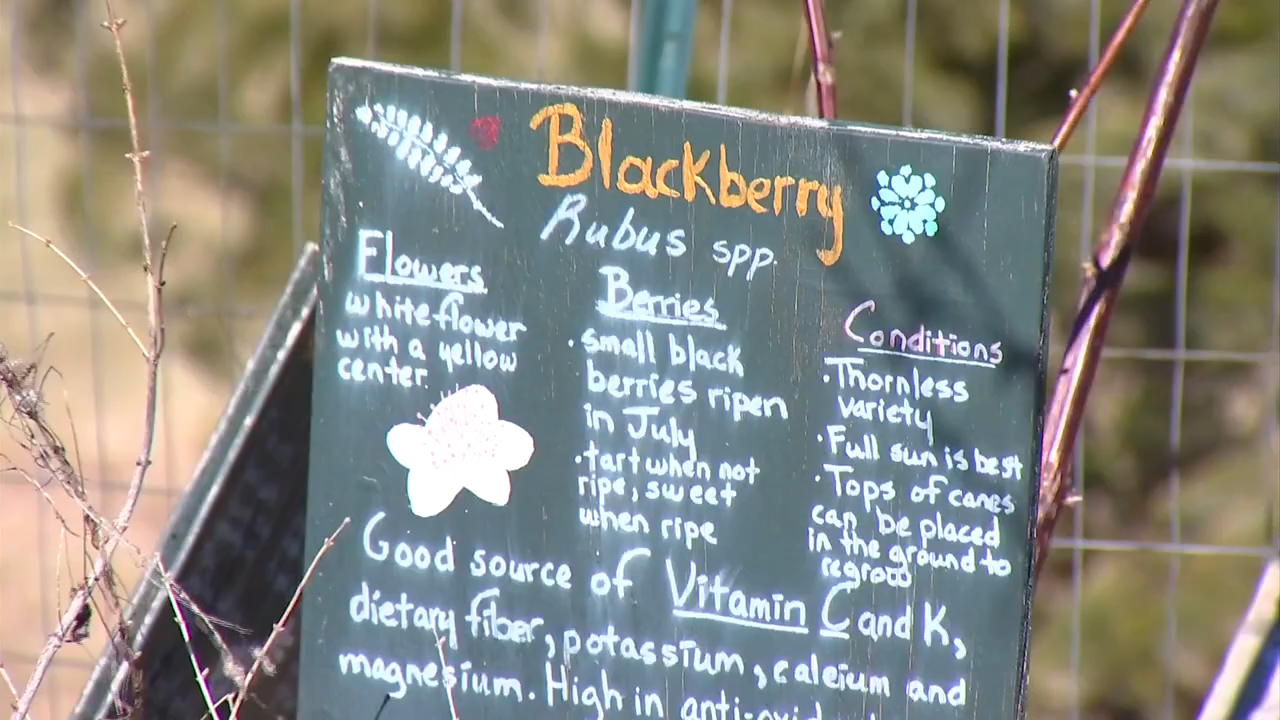 Blackberry
Rubus spp.
Flowers
white flower
with a yellow
center.
Berries
· small black
berries ripen
in July
· tart when not
ripe, sweet
when ripe
Conditions
· Thornless
variety
· Full sun is best
· Tops of canes
can be placed
in the ground to
regrow
Good source of Vitamin C and K,
dietary fiber, potassium, calcium and
magnesium. High in